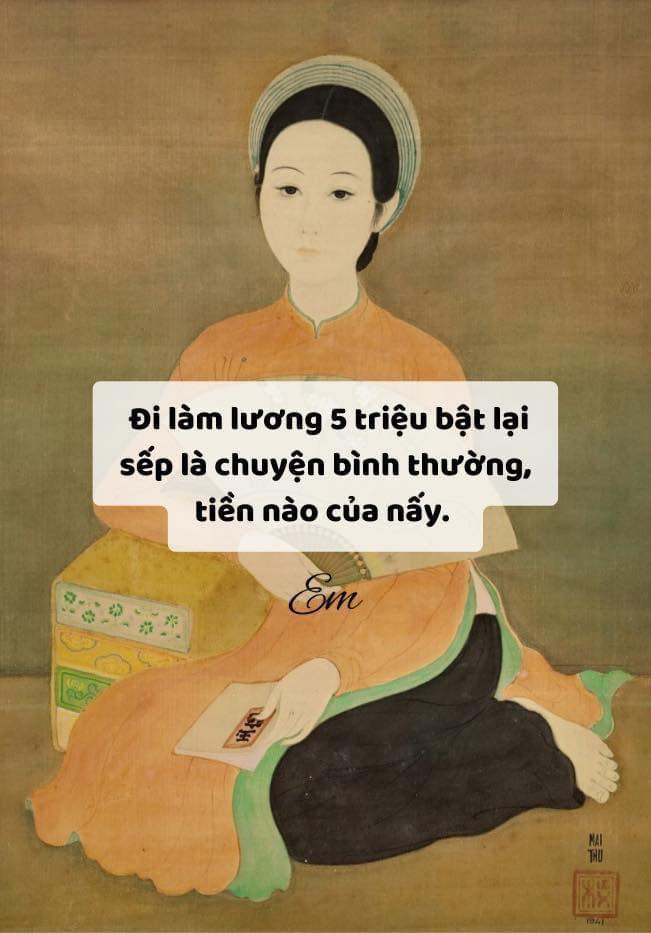 Đi làm lương 5 triệu bật lại
sếp là chuyện bình thường,
tiền nào của nấy.
Em
MAI
THU
1941